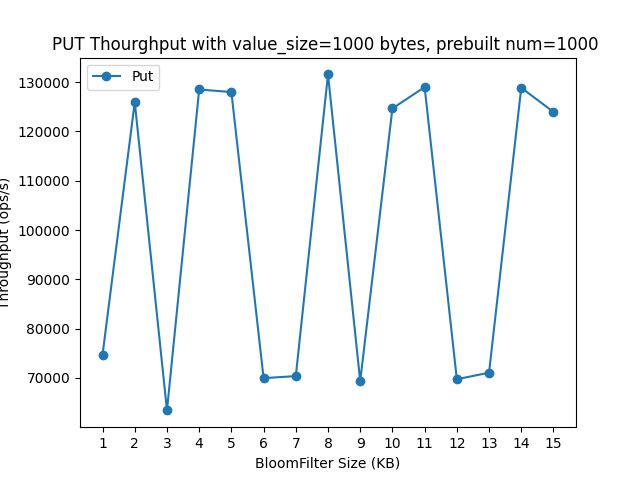 PUT Thourghput with value_size=1000 bytes, prebuilt num=1000
Put
130000
120000
110000
100000
90000
80000
70000
Throughput (ops/s)
1 2 3 4 5 6 7 8 9 10 11 12 13 14 15
BloomFilter Size (KB)